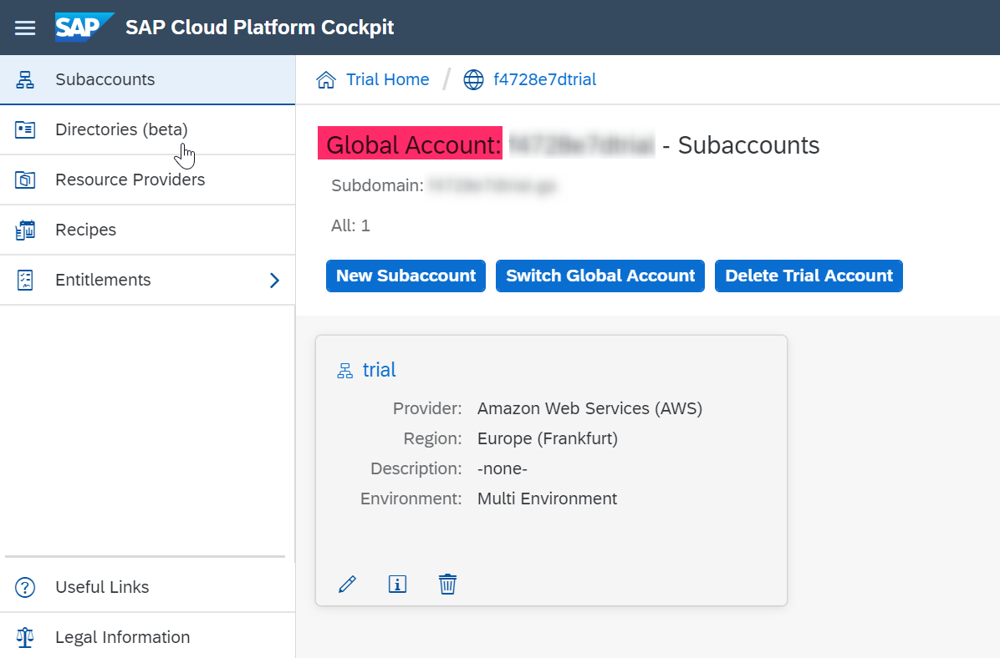 SAP SAP Cloud Platform Cockpit
Subaccounts
Directories (beta)
Resource Providers
Recipes
Entitlements
Useful Links
Legal Information
Trial Home / f4728e7dtrial
Global Account: - Subaccounts
Subdomain:
All: 1
New Subaccount Switch Global Account Delete Trial Account
trial
Provider: Amazon Web Services (AWS)
Region: Europe (Frankfurt)
Description: -none-
Environment: Multi Environment